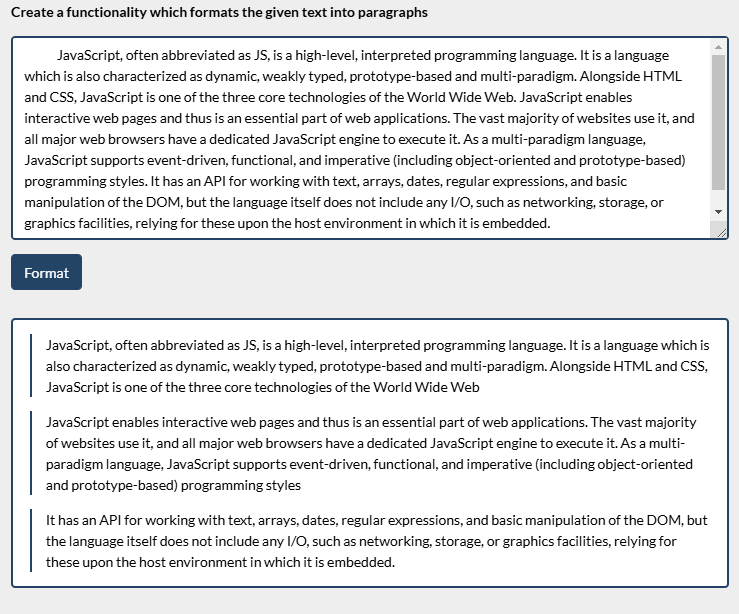 Create a functionality which formats the given text into paragraphs
JavaScript, often abbreviated as JS, is a high-level, interpreted programming language. It is a language
which is also characterized as dynamic, weakly typed, prototype-based and multi-paradigm. Alongside HTML
and CSS, JavaScript is one of the three core technologies of the World Wide Web. JavaScript enables
interactive web pages and thus is an essential part of web applications. The vast majority of websites use it, and
all major web browsers have a dedicated JavaScript engine to execute it. As a multi-paradigm language,
JavaScript supports event-driven, functional, and imperative (including object-oriented and prototype-based)
programming styles. It has an API for working with text, arrays, dates, regular expressions, and basic
manipulation of the DOM, but the language itself does not include any I/O, such as networking, storage, or
graphics facilities, relying for these upon the host environment in which it is embedded.
Format
JavaScript, often abbreviated as JS, is a high-level, interpreted programming language. It is a language which is
also characterized as dynamic, weakly typed, prototype-based and multi-paradigm. Alongside HTML and CSS,
JavaScript is one of the three core technologies of the World Wide Web
JavaScript enables interactive web pages and thus is an essential part of web applications. The vast majority
of websites use it, and all major web browsers have a dedicated JavaScript engine to execute it. As a multi-
paradigm language, JavaScript supports event-driven, functional, and imperative (including object-oriented
and prototype-based) programming styles
It has an API for working with text, arrays, dates, regular expressions, and basic manipulation of the DOM, but
the language itself does not include any I/O, such as networking, storage, or graphics facilities, relying for
these upon the host environment in which it is embedded.